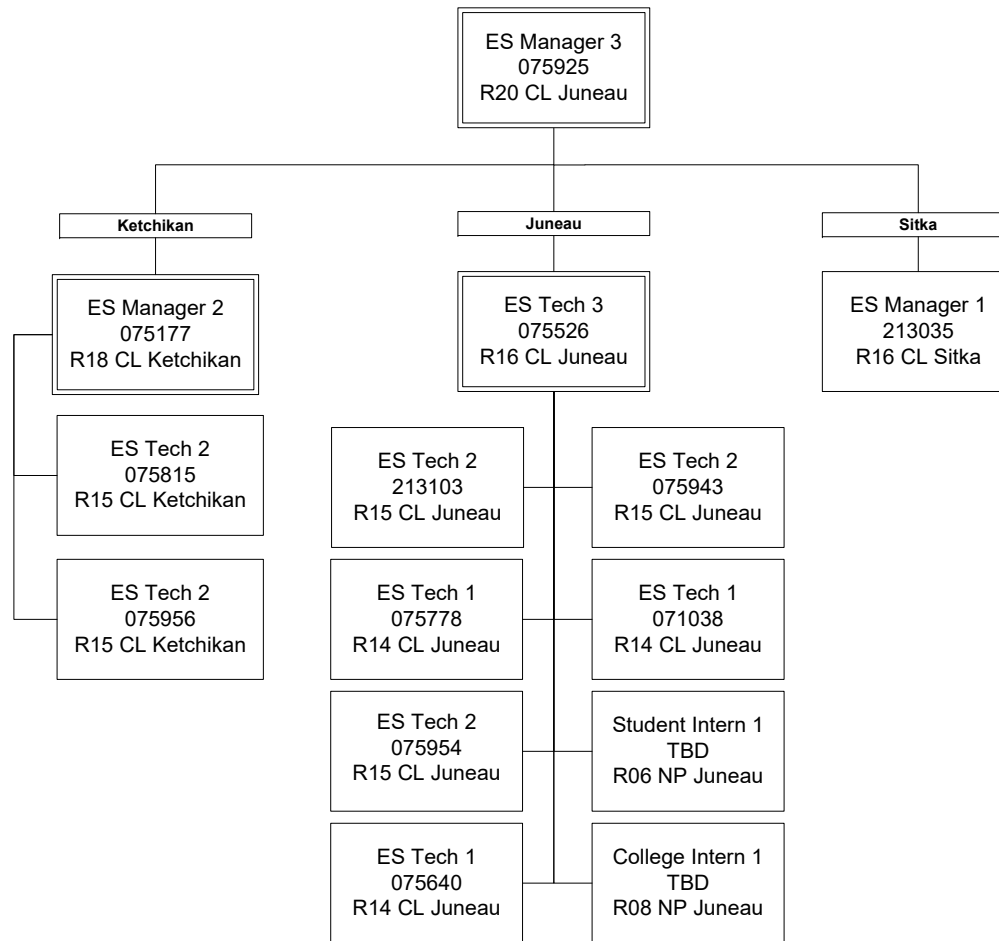 ES Manager 3
075925
R20 CL Juneau
Ketchikan
Juneau
Sitka
ES Manager 2
075177
R18 CL Ketchikan
ES Tech 3
075526
R16 CL Juneau
ES Manager 1
213035
R16 CL Sitka
ES Tech 2
075815
R15 CL Ketchikan
ES Tech 2
075956
R15 CL Ketchikan
ES Tech 2
213103
R15 CL Juneau
ES Tech 2
075943
R15 CL Juneau
ES Tech 1
075778
R14 CL Juneau
ES Tech 1
071038
R14 CL Juneau
ES Tech 2
075954
R15 CL Juneau
Student Intern 1
TBD
R06 NP Juneau
ES Tech 1
075640
R14 CL Juneau
College Intern 1
TBD
R08 NP Juneau